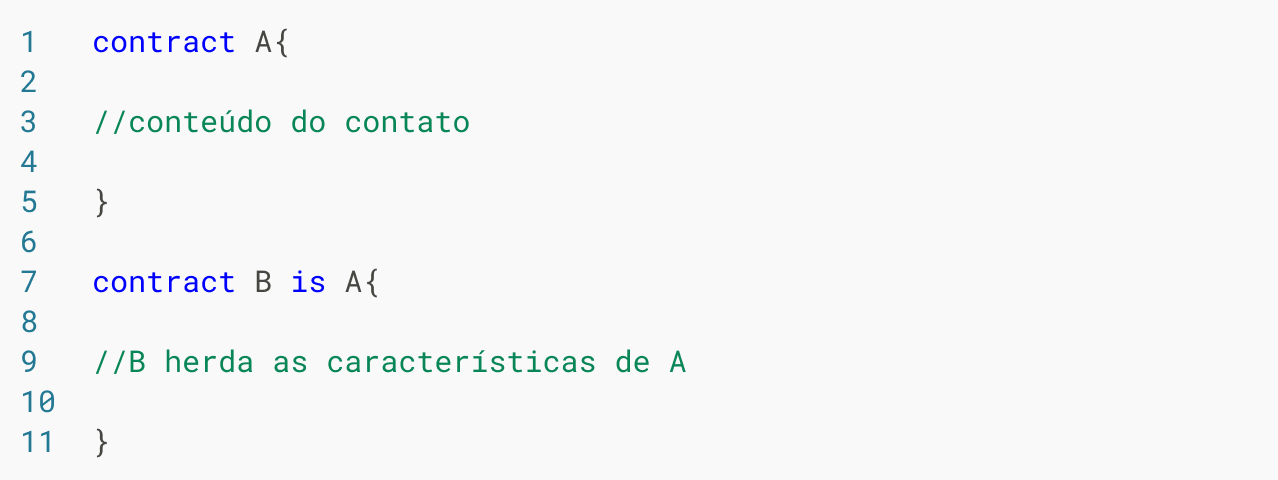 1 contract A{
2
3 //conteúdo do contato
4
5 }
6
7 contract B is A{
8
9 //B herda as características de A
10
11 }